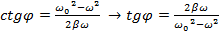 ctgφ = (ω₀² − ω²)/(2βω) → tgφ = 2βω/(ω₀² − ω²)